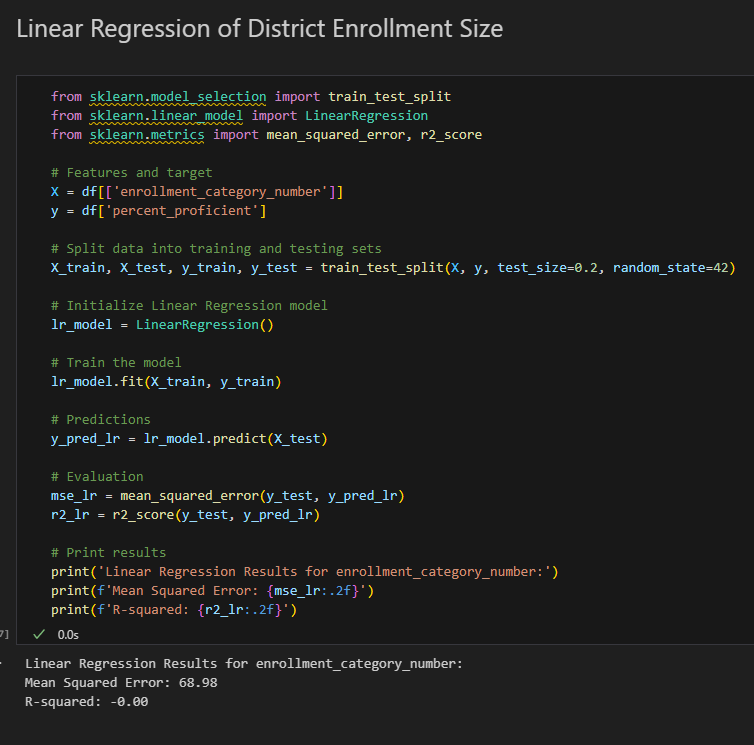 Linear Regression of District Enrollment Size
from sklearn.model_selection import train_test_split
from sklearn.linear_model import LinearRegression
from sklearn.metrics import mean_squared_error, r2_score
# Features and target
X = df[['enrollment_category_number']]
y = df['percent_proficient']
# Split data into training and testing sets
X_train, X_test, y_train, y_test = train_test_split(X, y, test_size=0.2, random_state=42)
# Initialize Linear Regression model
lr_model = LinearRegression()
# Train the model
lr_model.fit(X_train, y_train)
# Predictions
y_pred_lr = lr_model.predict(X_test)
# Evaluation
mse_lr = mean_squared_error(y_test, y_pred_lr)
r2_lr = r2_score(y_test, y_pred_lr)
# Print results
print('Linear Regression Results for enrollment_category_number:')
print(f'Mean Squared Error: {mse_lr:.2f}')
print(f'R-squared: {r2_lr:.2f}')
7] ✓ 0.0s
Linear Regression Results for enrollment_category_number:
Mean Squared Error: 68.98
R-squared: -0.00